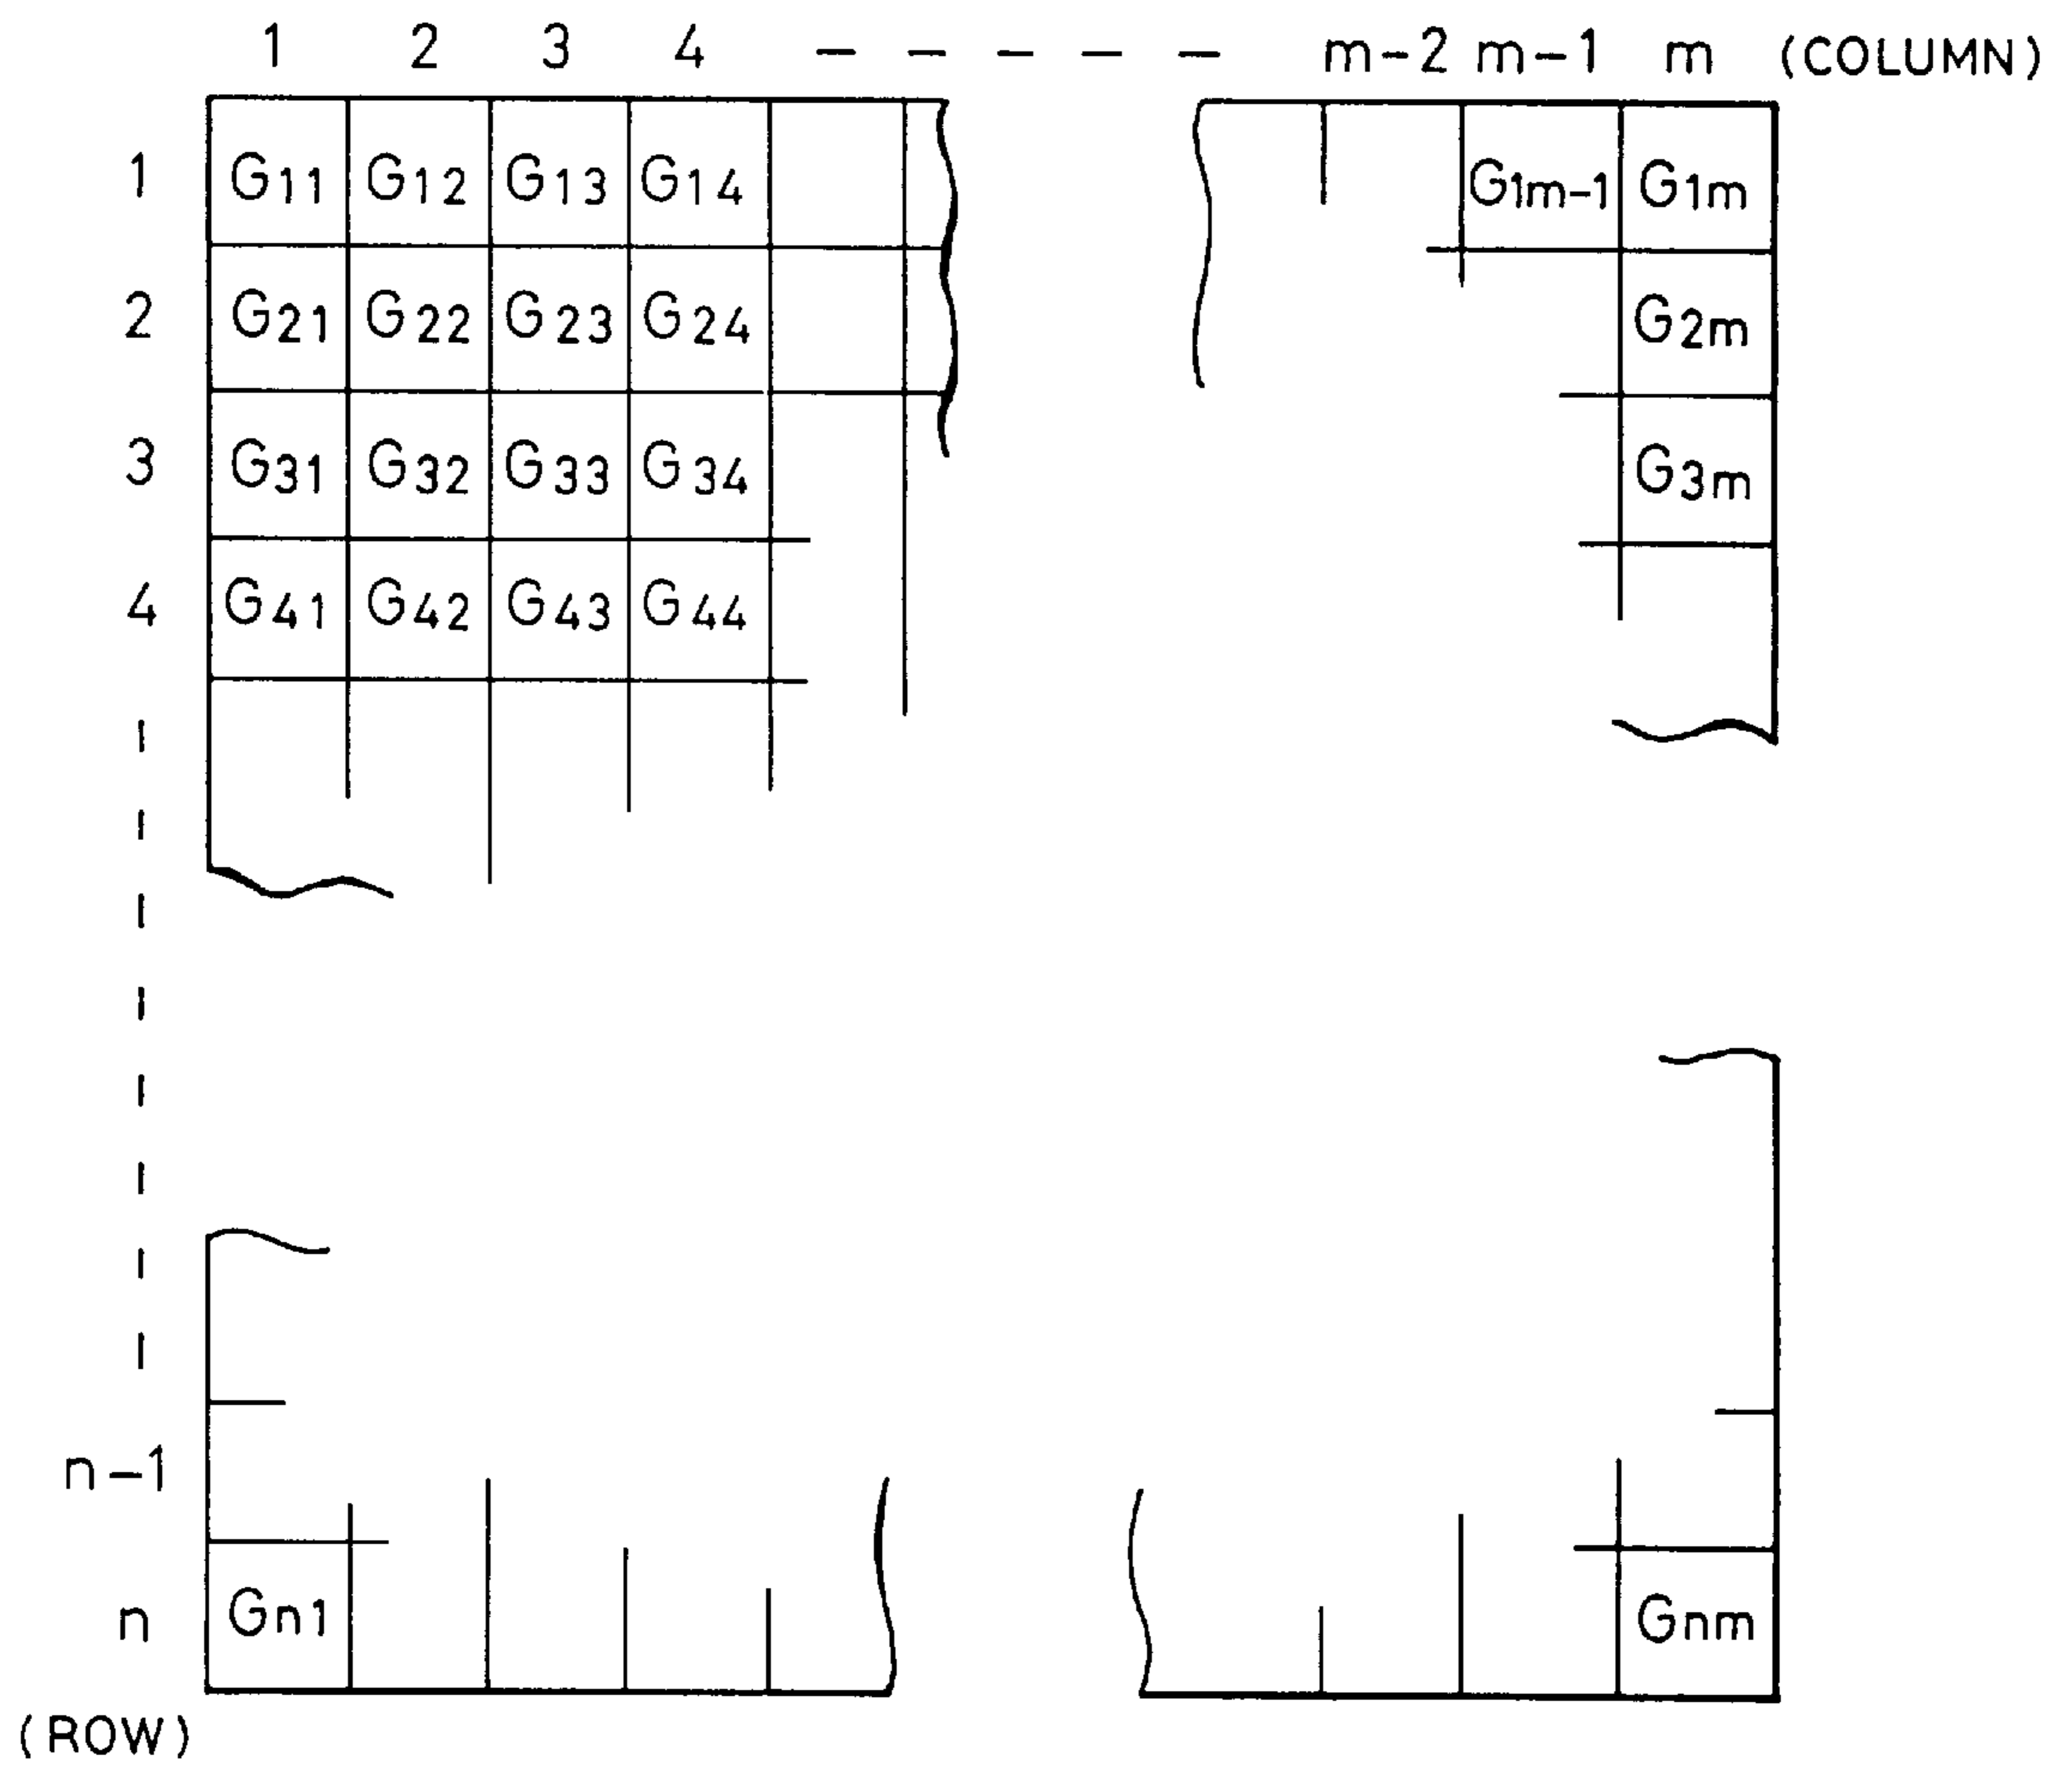 1 2 3 4 - - - - - m-2 m-1 m (COLUMN)
1 G11 G12 G13 G14 G1m-1 G1m
2 G21 G22 G23 G24 G2m
3 G31 G32 G33 G34 G3m
4 G41 G42 G43 G44
n-1
n Gn1 Gnm
(ROW)